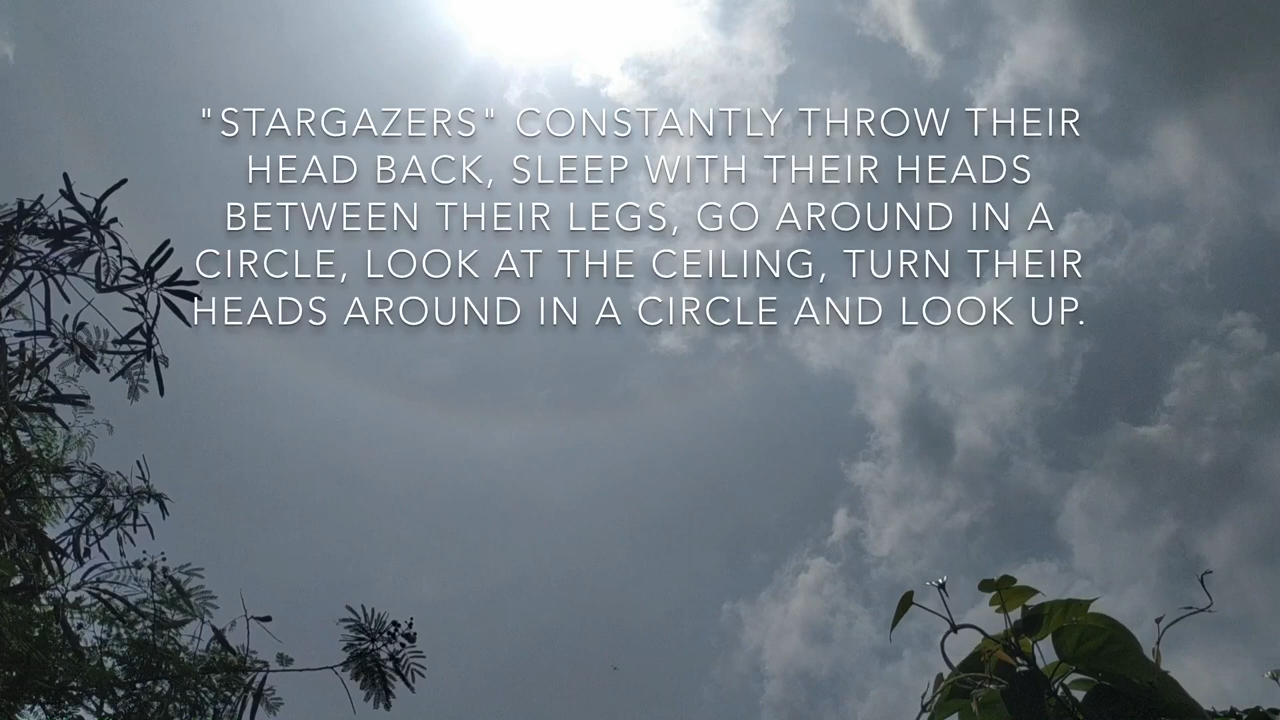 "STARGAZERS" CONSTANTLY THROW THEIR
HEAD BACK, SLEEP WITH THEIR HEADS
BETWEEN THEIR LEGS, GO AROUND IN A
CIRCLE, LOOK AT THE CEILING, TURN THEIR
HEADS AROUND IN A CIRCLE AND LOOK UP.